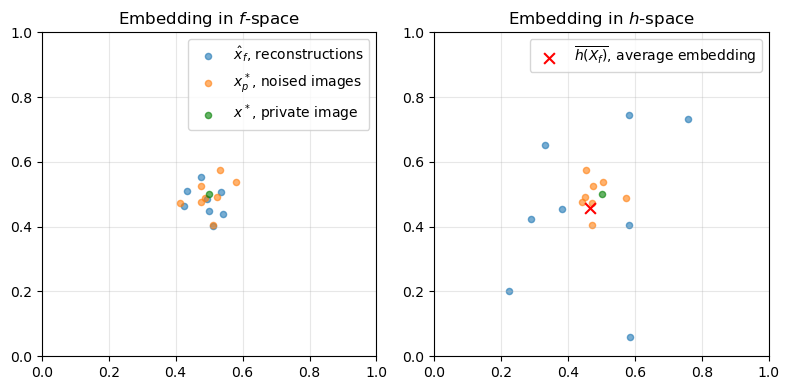 Embedding in f-space
x̂_f, reconstructions
x*_p, noised images
x*, private image
1.0
0.8
0.6
0.4
0.2
0.0
0.0 0.2 0.4 0.6 0.8 1.0
Embedding in h-space
h(X_f)̅, average embedding
1.0
0.8
0.6
0.4
0.2
0.0
0.0 0.2 0.4 0.6 0.8 1.0